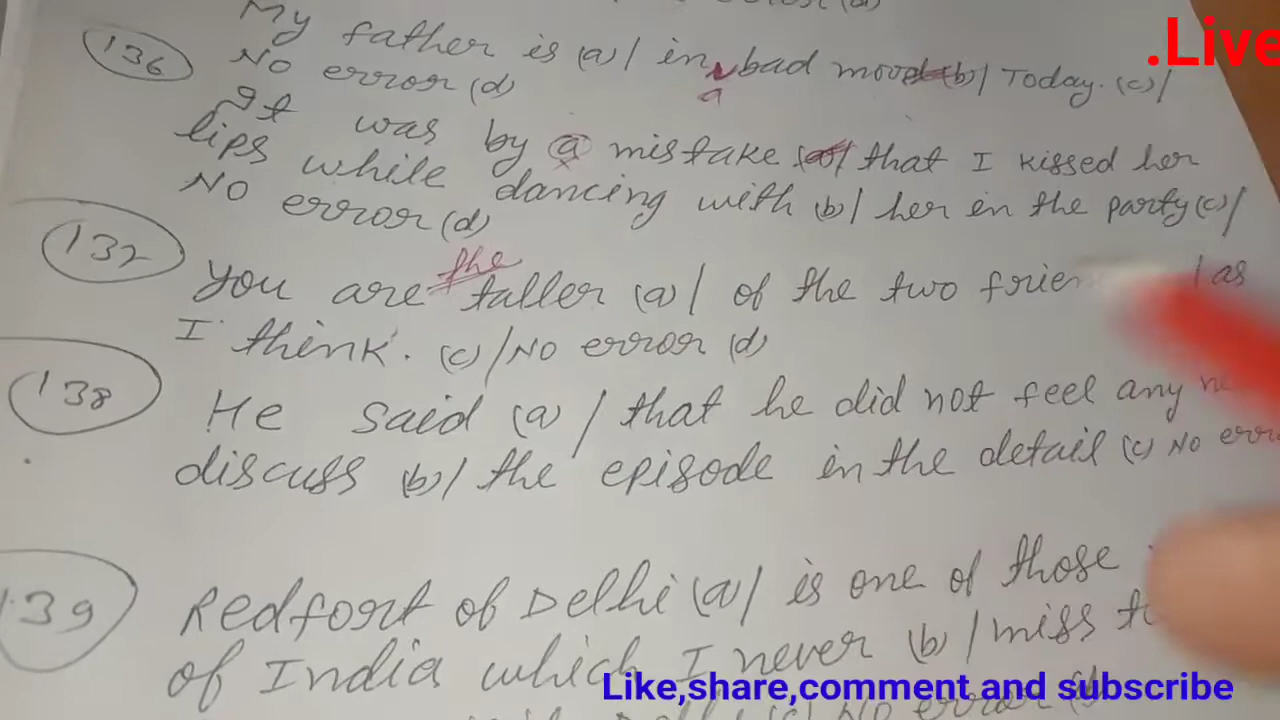 My father is (a)/ in bad mood (b)/ Today. (c)/
a
136
No error (d)
It was by a mistake (a)/ that I kissed her
lips while dancing with (b)/ her in the party (c)/
No error (d)
137
the
You are taller (a)/ of the two / as
I think. (c)/ No error (d)
138
He said (a)/ that he did not feel any
discuss (b)/ the episode in the detail (c) No
139
Redfort of Delhi (a)/ is one of those
of India which I never (b)/ miss
No error
.Live
Like,share,comment and subscribe